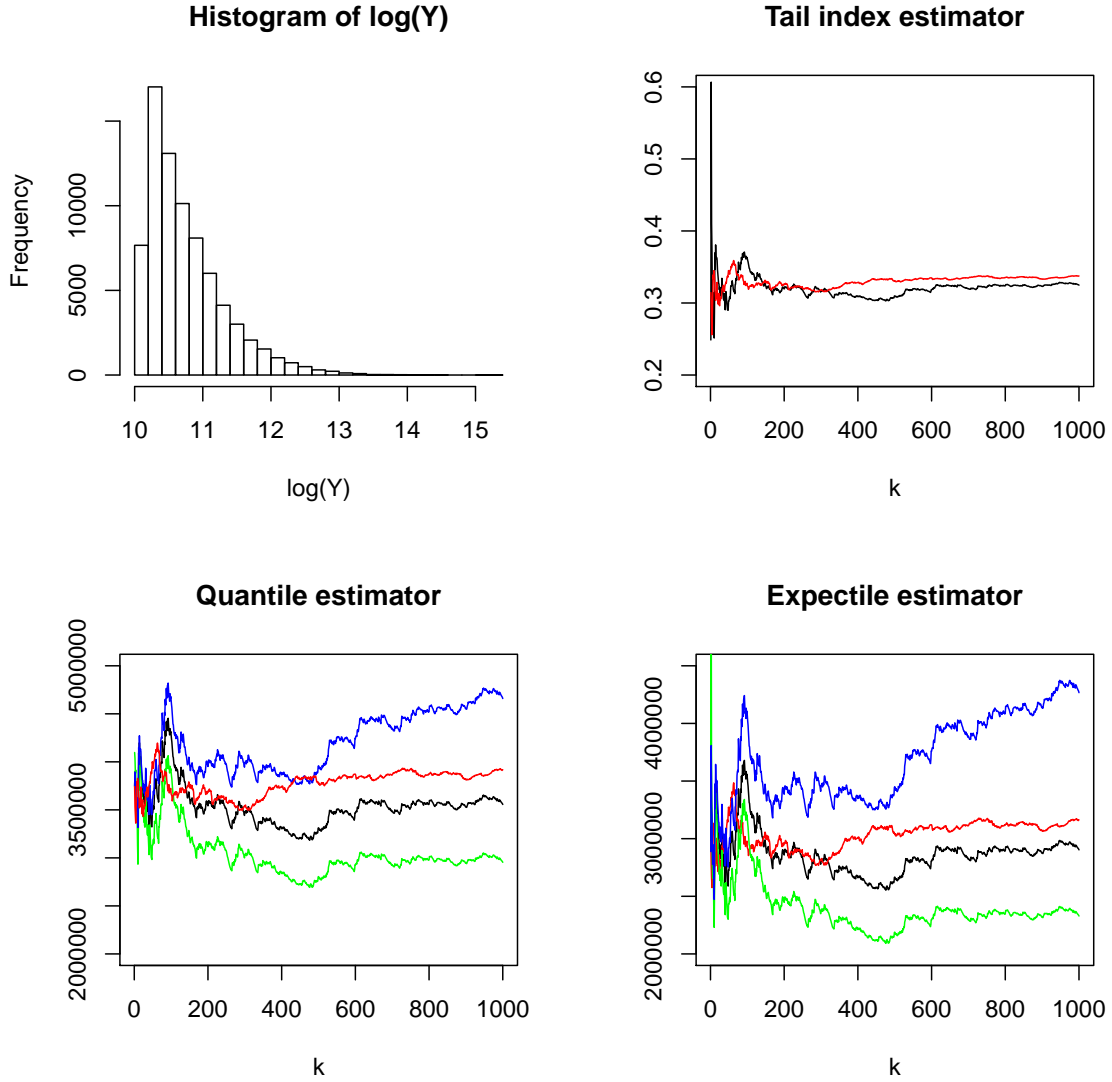 Histogram of log(Y)
Frequency
0
5000
10000
10 11 12 13 14 15
log(Y)
Tail index estimator
0.2
0.3
0.4
0.5
0.6
0 200 400 600 800 1000
k
Quantile estimator
2000000
3500000
5000000
0 200 400 600 800 1000
k
Expectile estimator
2000000
3000000
4000000
0 200 400 600 800 1000
k